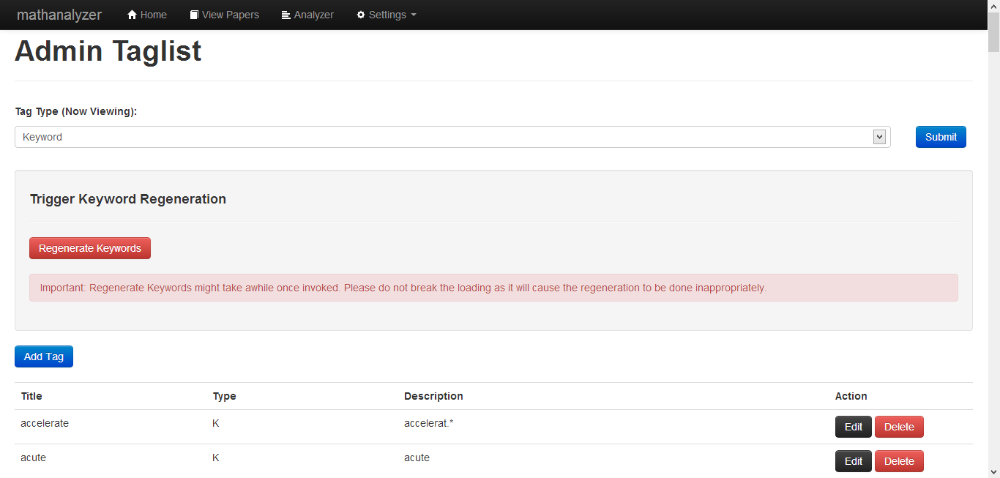 mathanalyzer Home View Papers Analyzer Settings
Admin Taglist
Tag Type (Now Viewing):
Keyword Submit
Trigger Keyword Regeneration
Regenerate Keywords
Important: Regenerate Keywords might take awhile once invoked. Please do not break the loading as it will cause the regeneration to be done inappropriately.
Add Tag
Title Type Description Action
accelerate K accelerat.* Edit Delete
acute K acute Edit Delete